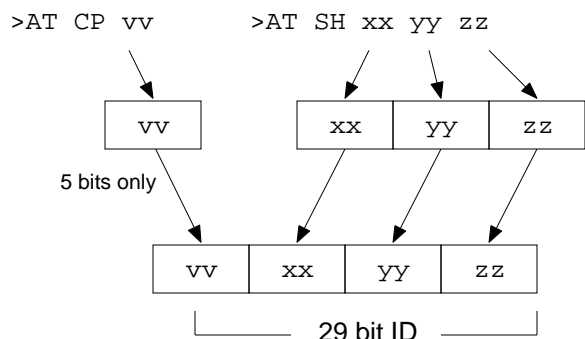 >AT CP vv >AT SH xx yy zz
vv xx yy zz
5 bits only
vv xx yy zz
29 bit ID